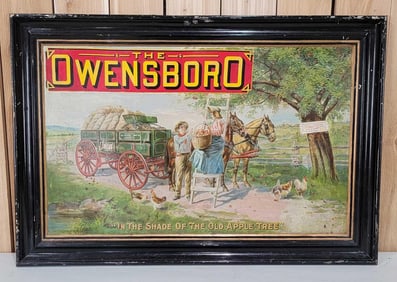 THE
OWENSBORO
"IN THE SHADE OF THE OLD APPLE TREE"